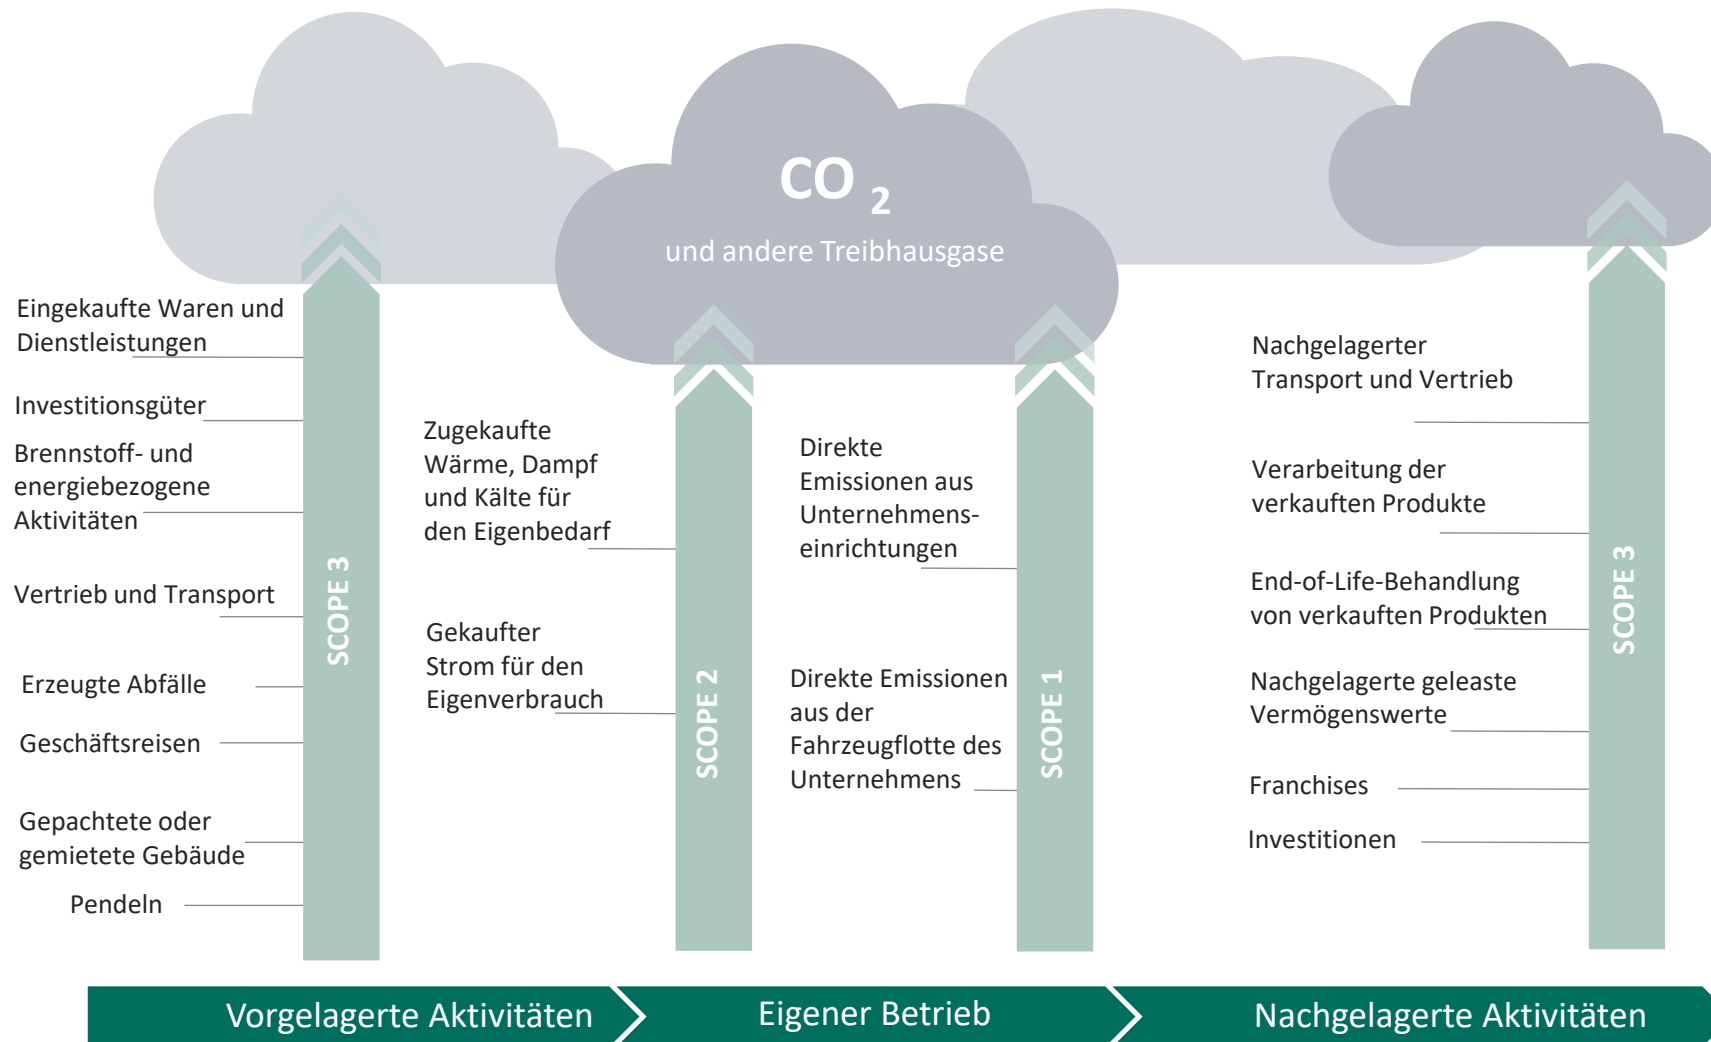 CO 2
und andere Treibhausgase
Eingekaufte Waren und
Dienstleistungen
Investitionsgüter
Brennstoff- und
energiebezogene
Aktivitäten
Vertrieb und Transport
Erzeugte Abfälle
Geschäftsreisen
Gepachtete oder
gemietete Gebäude
Pendeln
SCOPE 3
Zugekaufte
Wärme, Dampf
und Kälte für
den Eigenbedarf
Gekaufter
Strom für den
Eigenverbrauch
SCOPE 2
Direkte
Emissionen aus
Unternehmens-
einrichtungen
Direkte Emissionen
aus der
Fahrzeugflotte des
Unternehmens
SCOPE 1
Nachgelagerter
Transport und Vertrieb
Verarbeitung der
verkauften Produkte
End-of-Life-Behandlung
von verkauften Produkten
Nachgelagerte geleaste
Vermögenswerte
Franchises
Investitionen
SCOPE 3
Vorgelagerte Aktivitäten
Eigener Betrieb
Nachgelagerte Aktivitäten